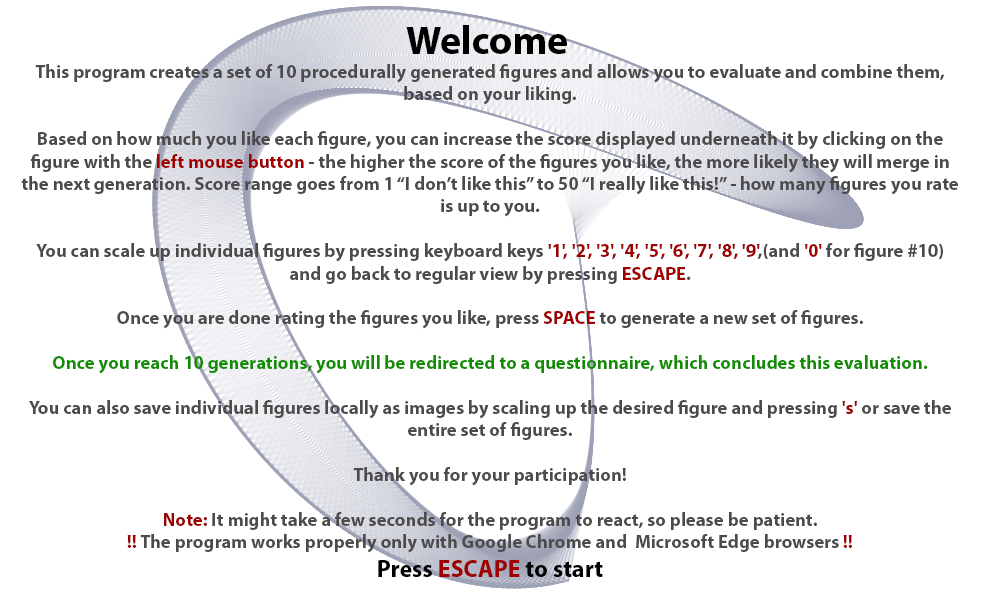 Welcome
This program creates a set of 10 procedurally generated figures and allows you to evaluate and combine them,
based on your liking.
Based on how much you like each figure, you can increase the score displayed underneath it by clicking on the
figure with the left mouse button - the higher the score of the figures you like, the more likely they will merge in
the next generation. Score range goes from 1 “I don’t like this” to 50 “I really like this!” - how many figures you rate
is up to you.
You can scale up individual figures by pressing keyboard keys '1', '2', '3', '4', '5', '6', '7', '8', '9',(and '0' for figure #10)
and go back to regular view by pressing ESCAPE.
Once you are done rating the figures you like, press SPACE to generate a new set of figures.
Once you reach 10 generations, you will be redirected to a questionnaire, which concludes this evaluation.
You can also save individual figures locally as images by scaling up the desired figure and pressing 's' or save the
entire set of figures.
Thank you for your participation!
Note: It might take a few seconds for the program to react, so please be patient.
!! The program works properly only with Google Chrome and  Microsoft Edge browsers !!
Press ESCAPE to start